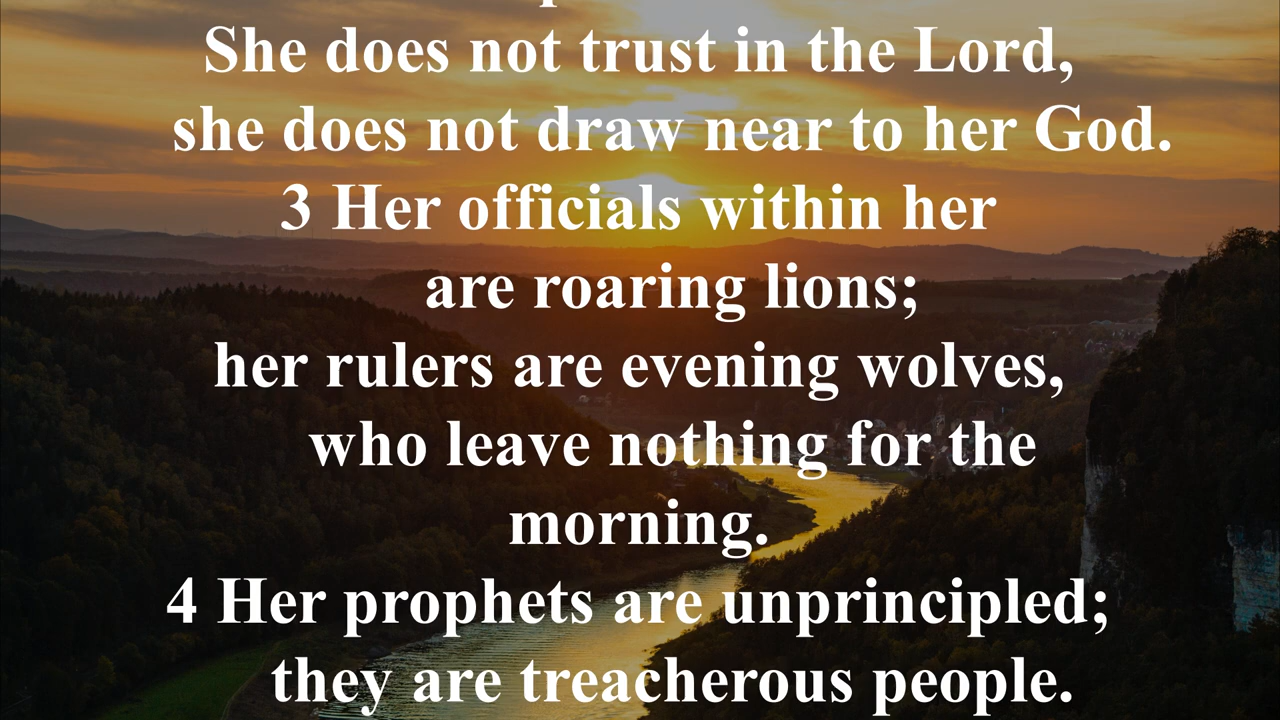 She does not trust in the Lord,
she does not draw near to her God.
3 Her officials within her
are roaring lions;
her rulers are evening wolves,
who leave nothing for the
morning.
4 Her prophets are unprincipled;
they are treacherous people.